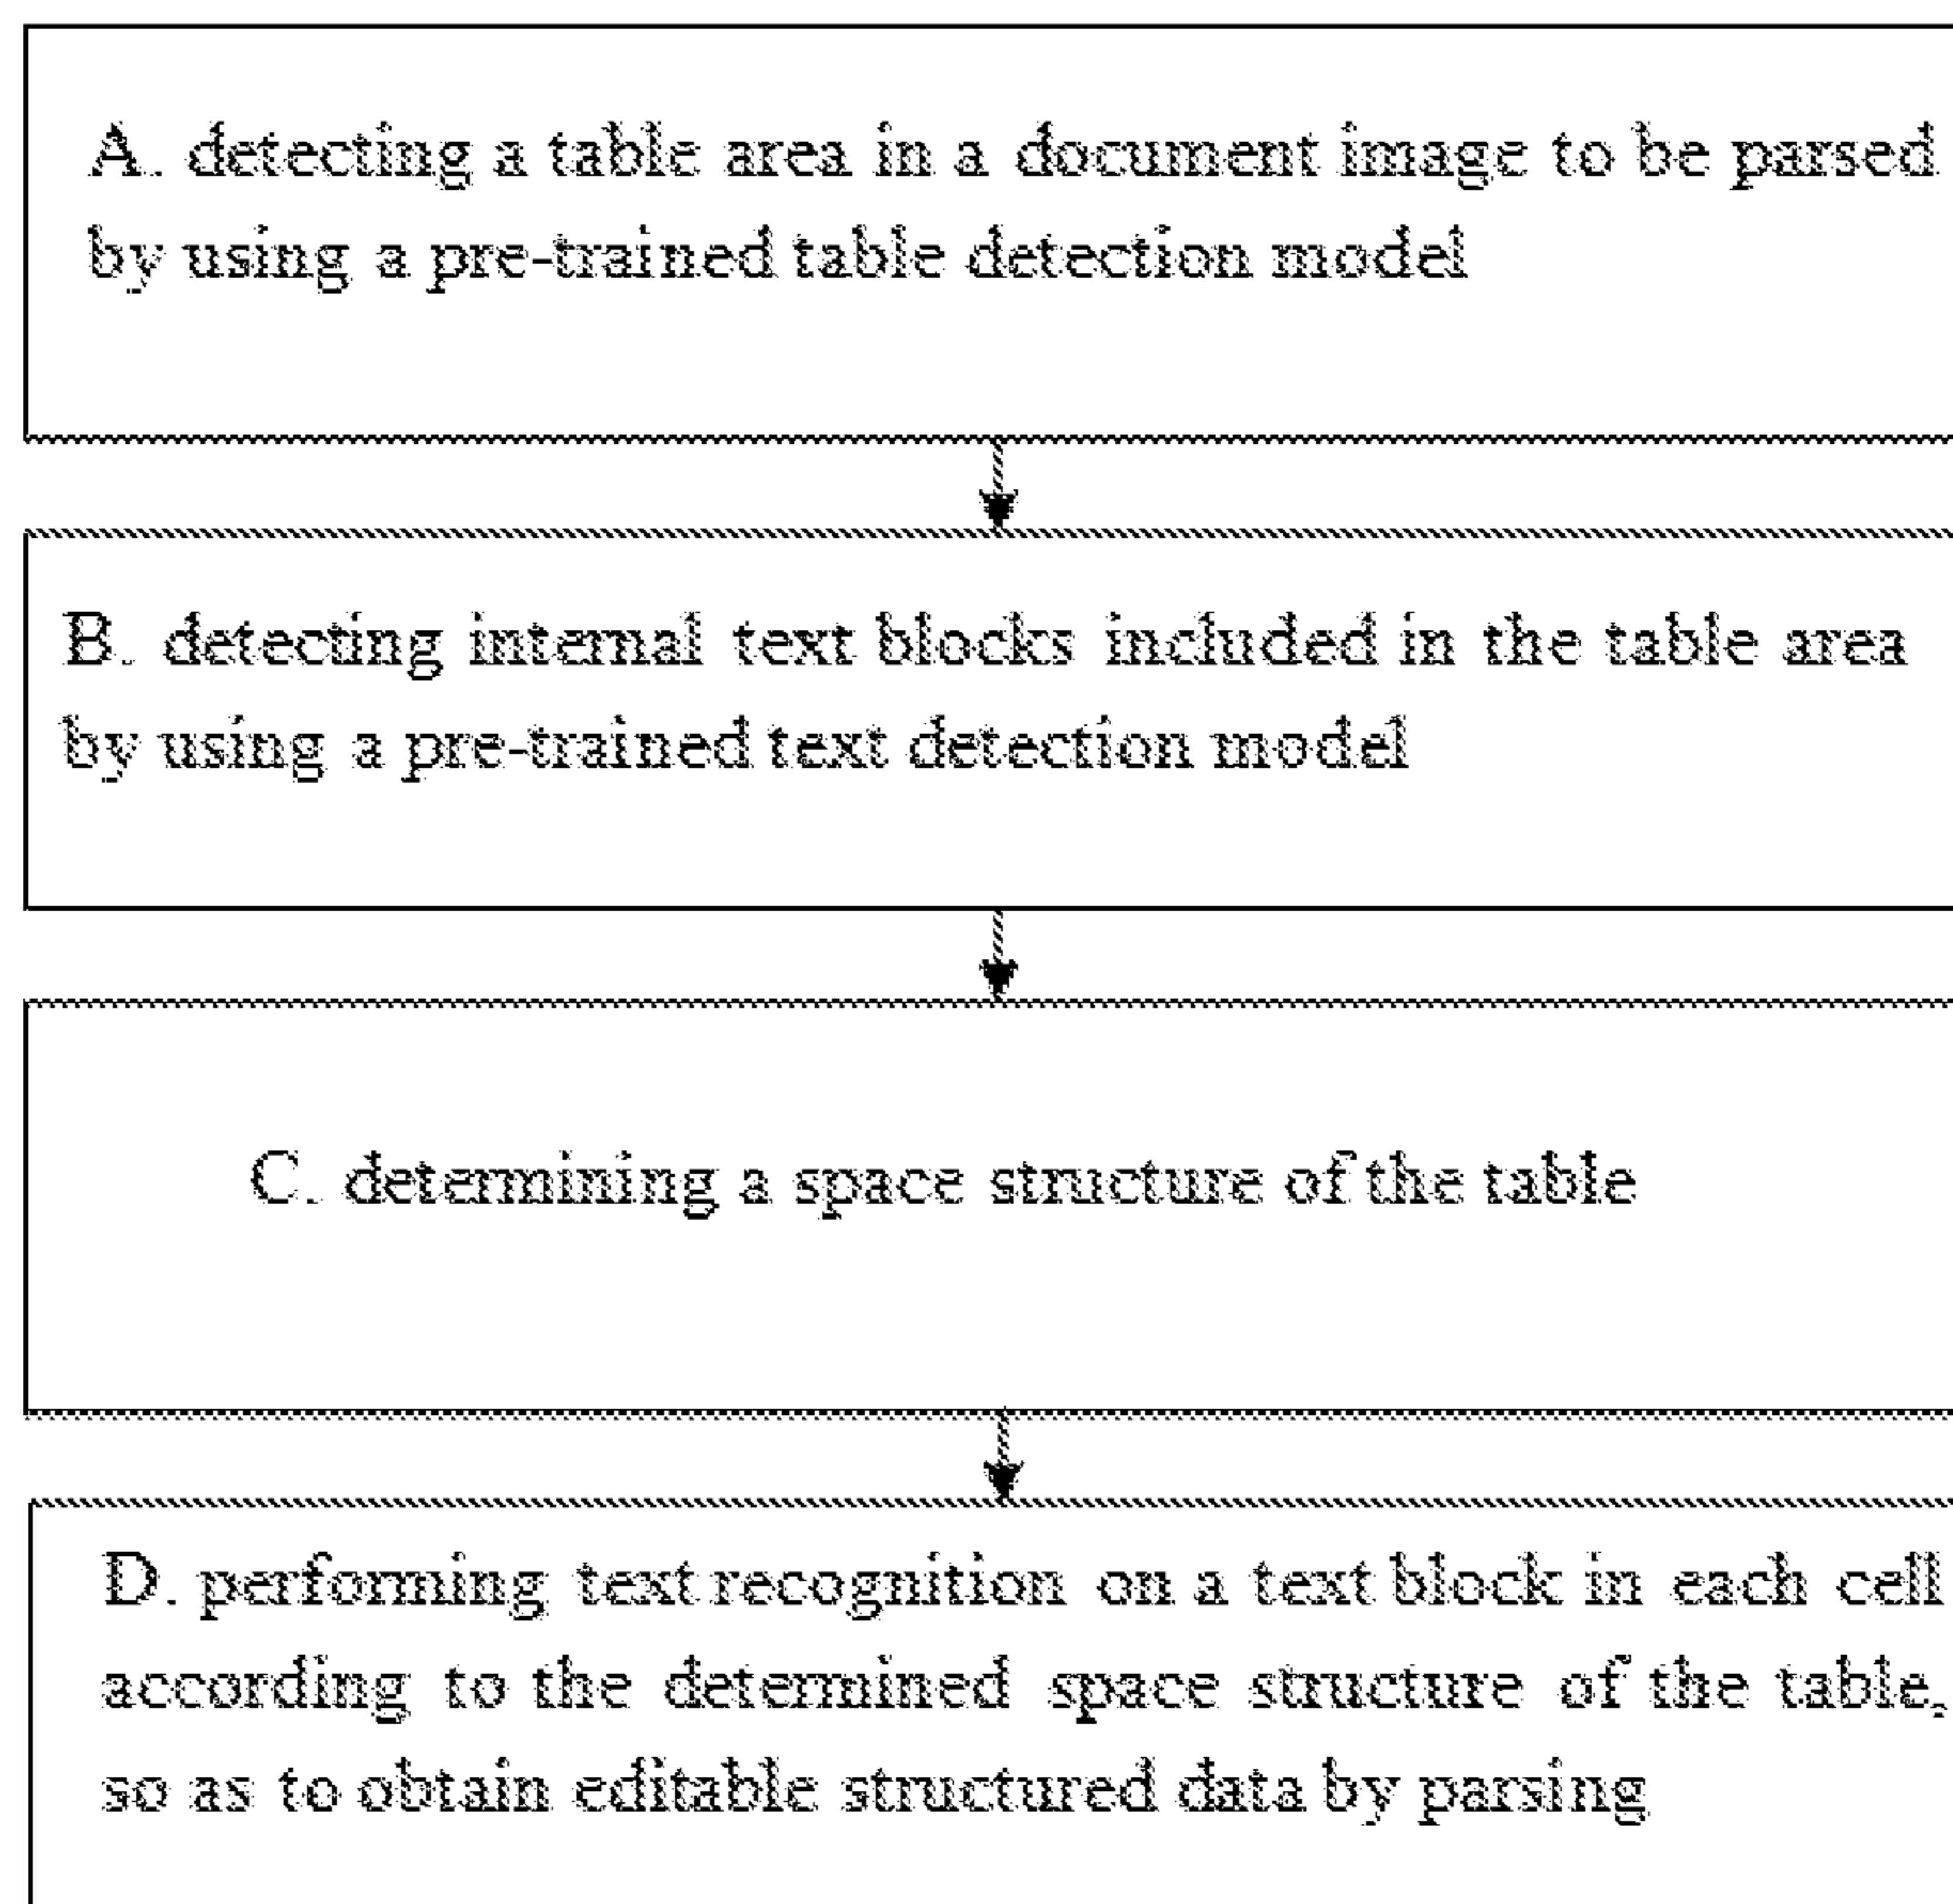 A. detecting a table area in a document image to be parsed
by using a pre-trained table detection model
B. detecting internal text blocks included in the table area
by using a pre-trained text detection model
C. determining a space structure of the table
D. performing text recognition on a text block in each cell
according to the determined space structure of the table,
so as to obtain editable structured data by parsing